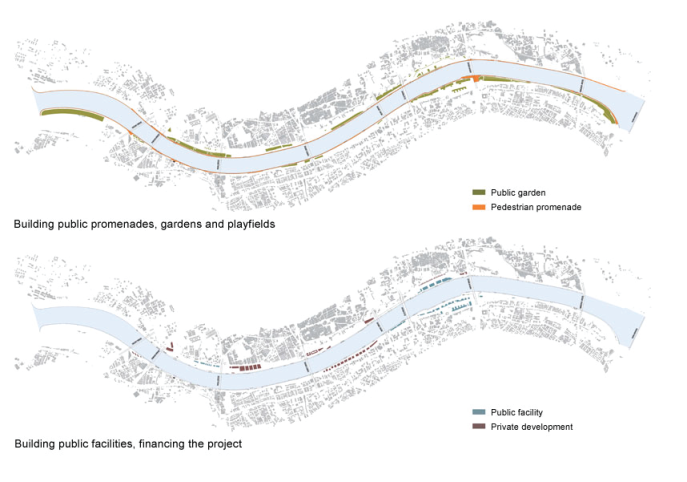 Public garden
Pedestrian promenade
Building public promenades, gardens and playfields
Public facility
Private development
Building public facilities, financing the project